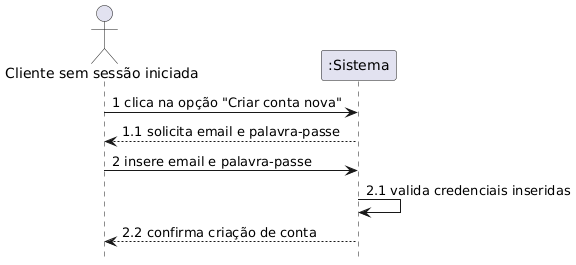 Cliente sem sessão iniciada
:Sistema
1 clica na opção "Criar conta nova"
1.1 solicita email e palavra-passe
2 insere email e palavra-passe
2.1 valida credenciais inseridas
2.2 confirma criação de conta